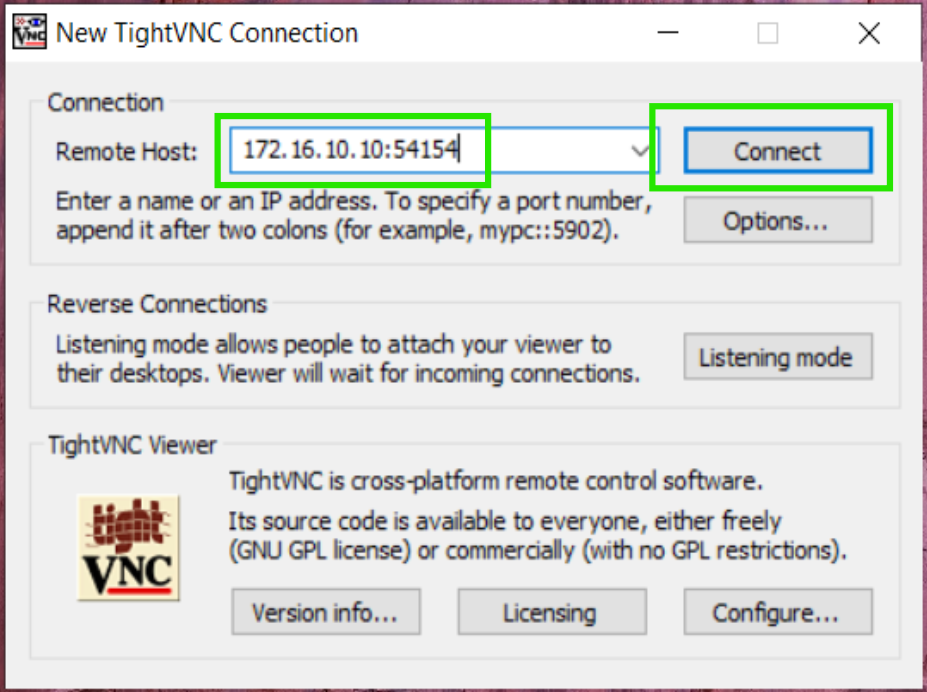 VNC
New TightVNC Connection
Connection
Remote Host:
172.16.10.10:54154
Connect
Enter a name or an IP address. To specify a port number,
append it after two colons (for example, mypc::5902).
Options...
Reverse Connections
Listening mode allows people to attach your viewer to
their desktops. Viewer will wait for incoming connections.
Listening mode
TightVNC Viewer
tight
VNC
TightVNC is cross-platform remote control software.
Its source code is available to everyone, either freely
(GNU GPL license) or commercially (with no GPL restrictions).
Version info...
Licensing
Configure...